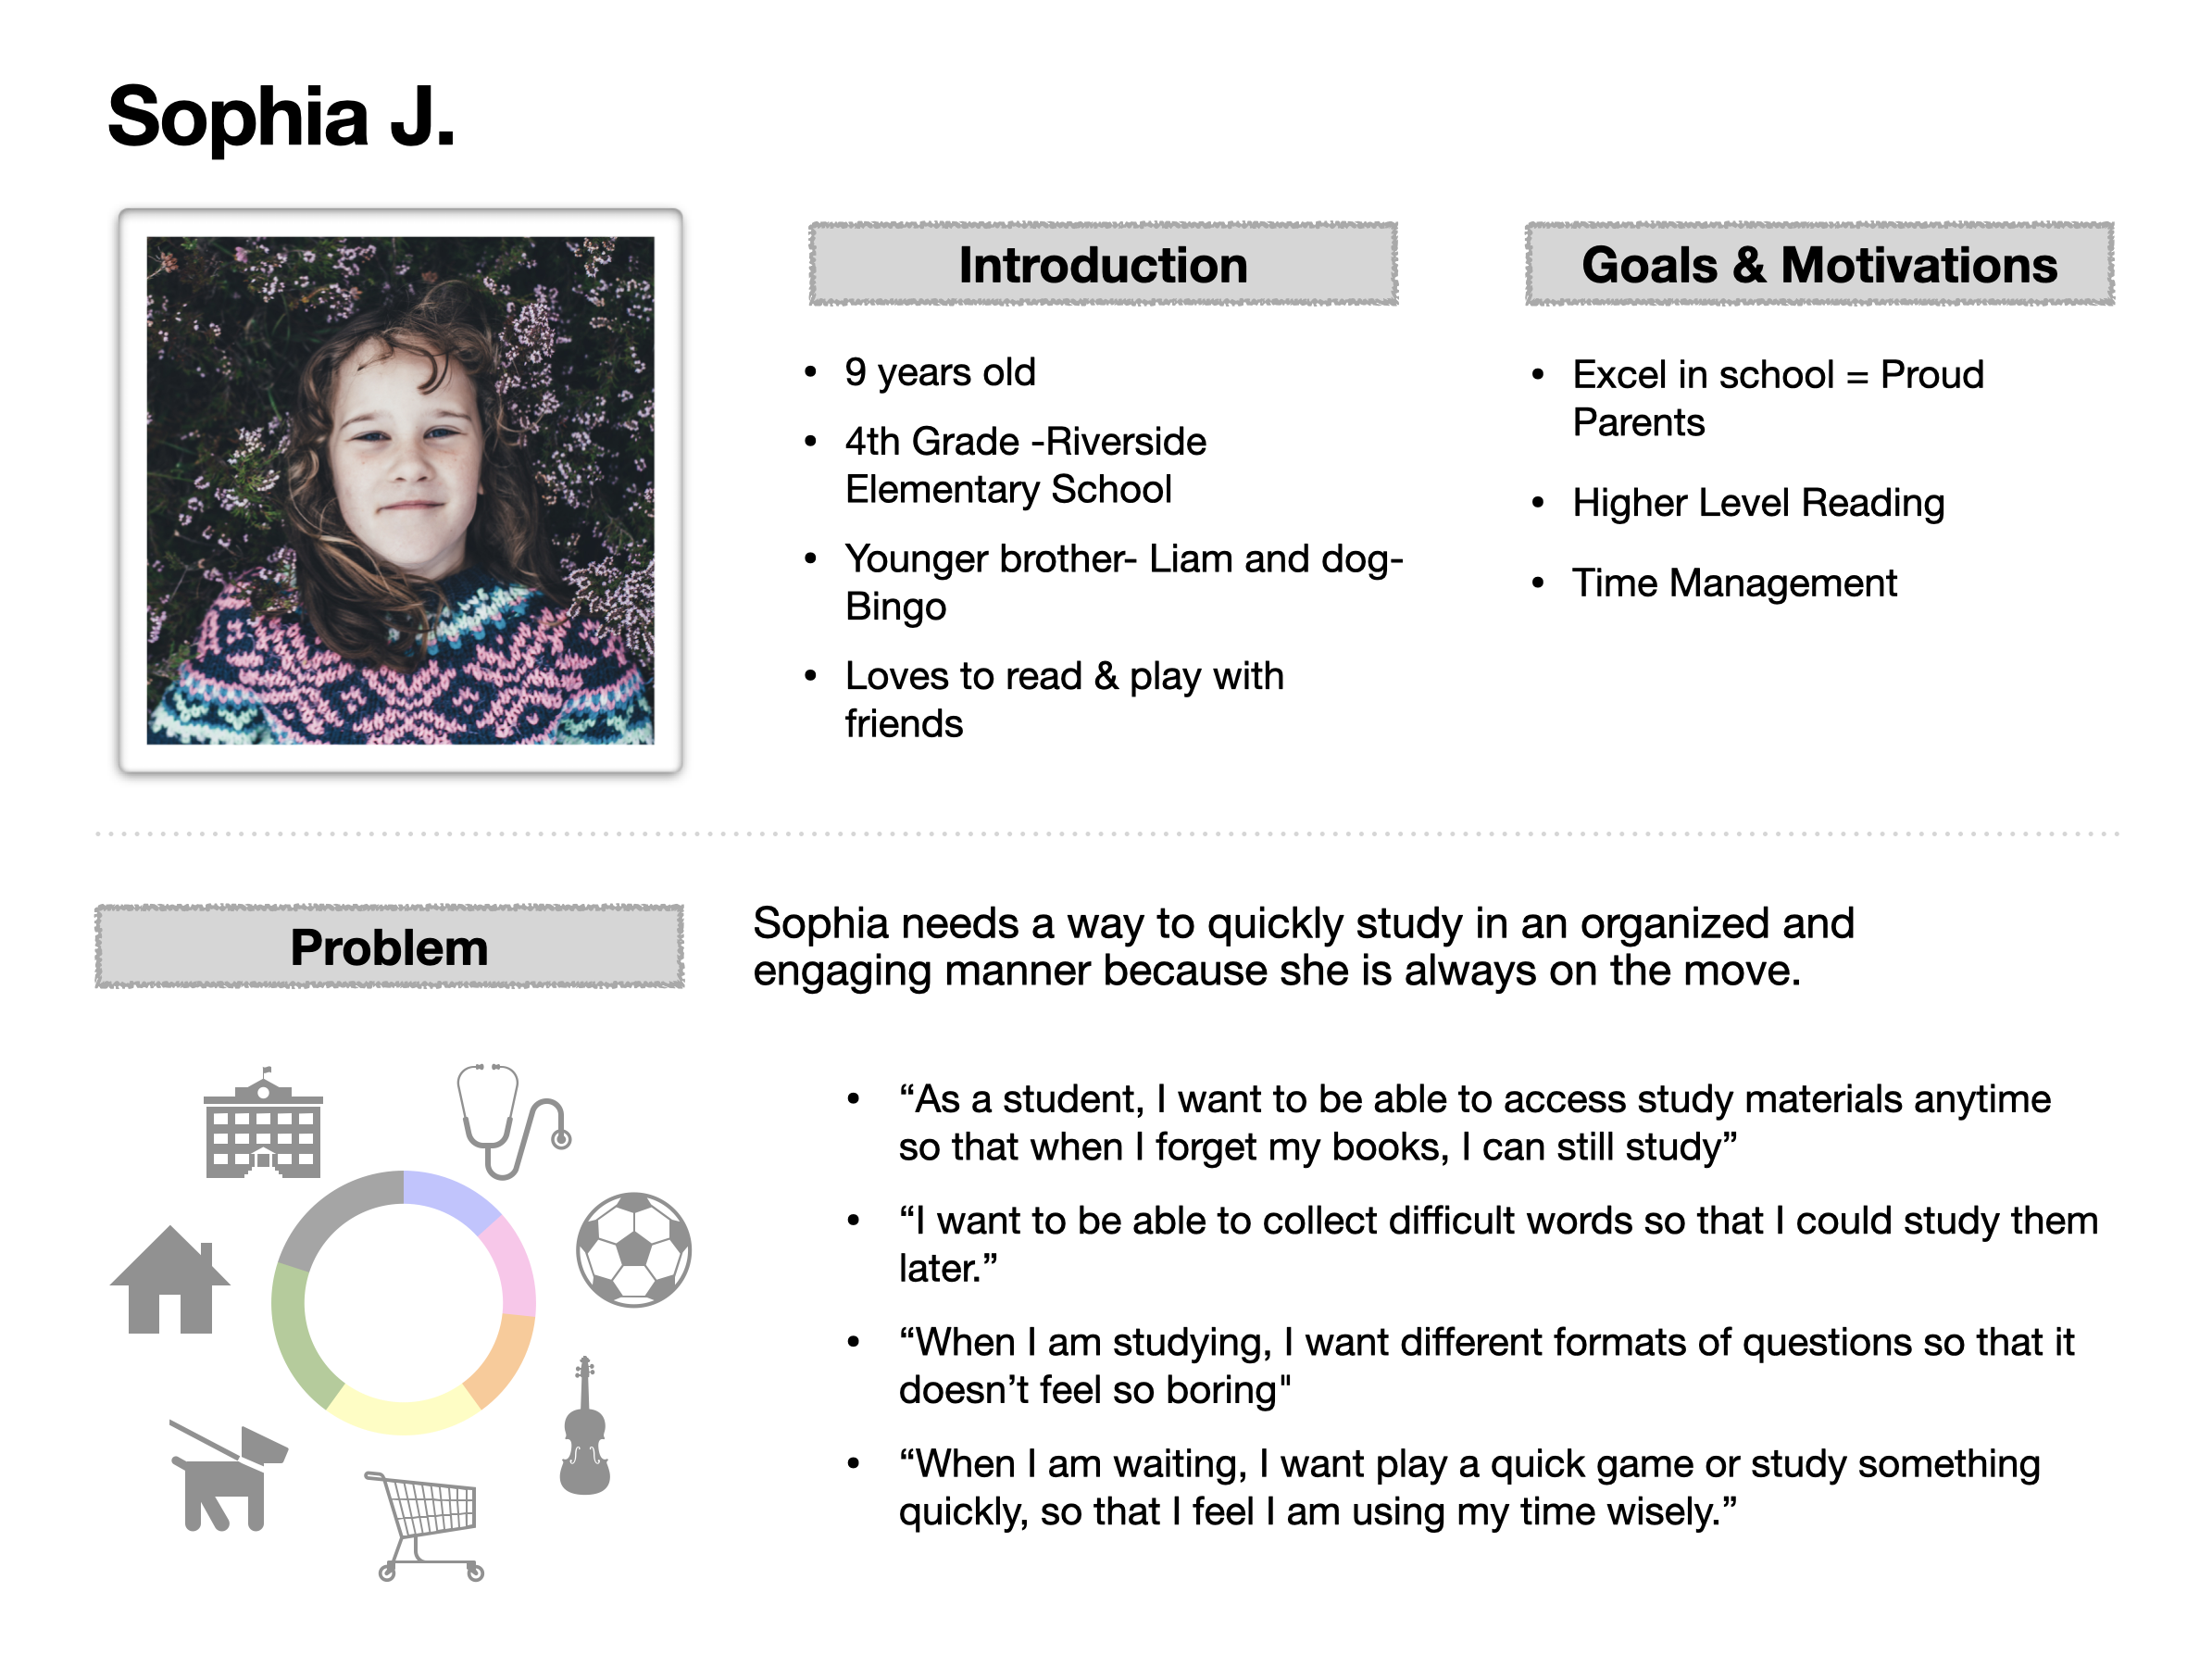 Sophia J.
Introduction
• 9 years old
• 4th Grade -Riverside
Elementary School
• Younger brother- Liam and dog-
Bingo
• Loves to read & play with
friends
Goals & Motivations
• Excel in school = Proud
Parents
• Higher Level Reading
• Time Management
Problem
Sophia needs a way to quickly study in an organized and
engaging manner because she is always on the move.
• “As a student, I want to be able to access study materials anytime
so that when I forget my books, I can still study”
• “I want to be able to collect difficult words so that I could study them
later.”
• “When I am studying, I want different formats of questions so that it
doesn’t feel so boring"
• “When I am waiting, I want play a quick game or study something
quickly, so that I feel I am using my time wisely.”